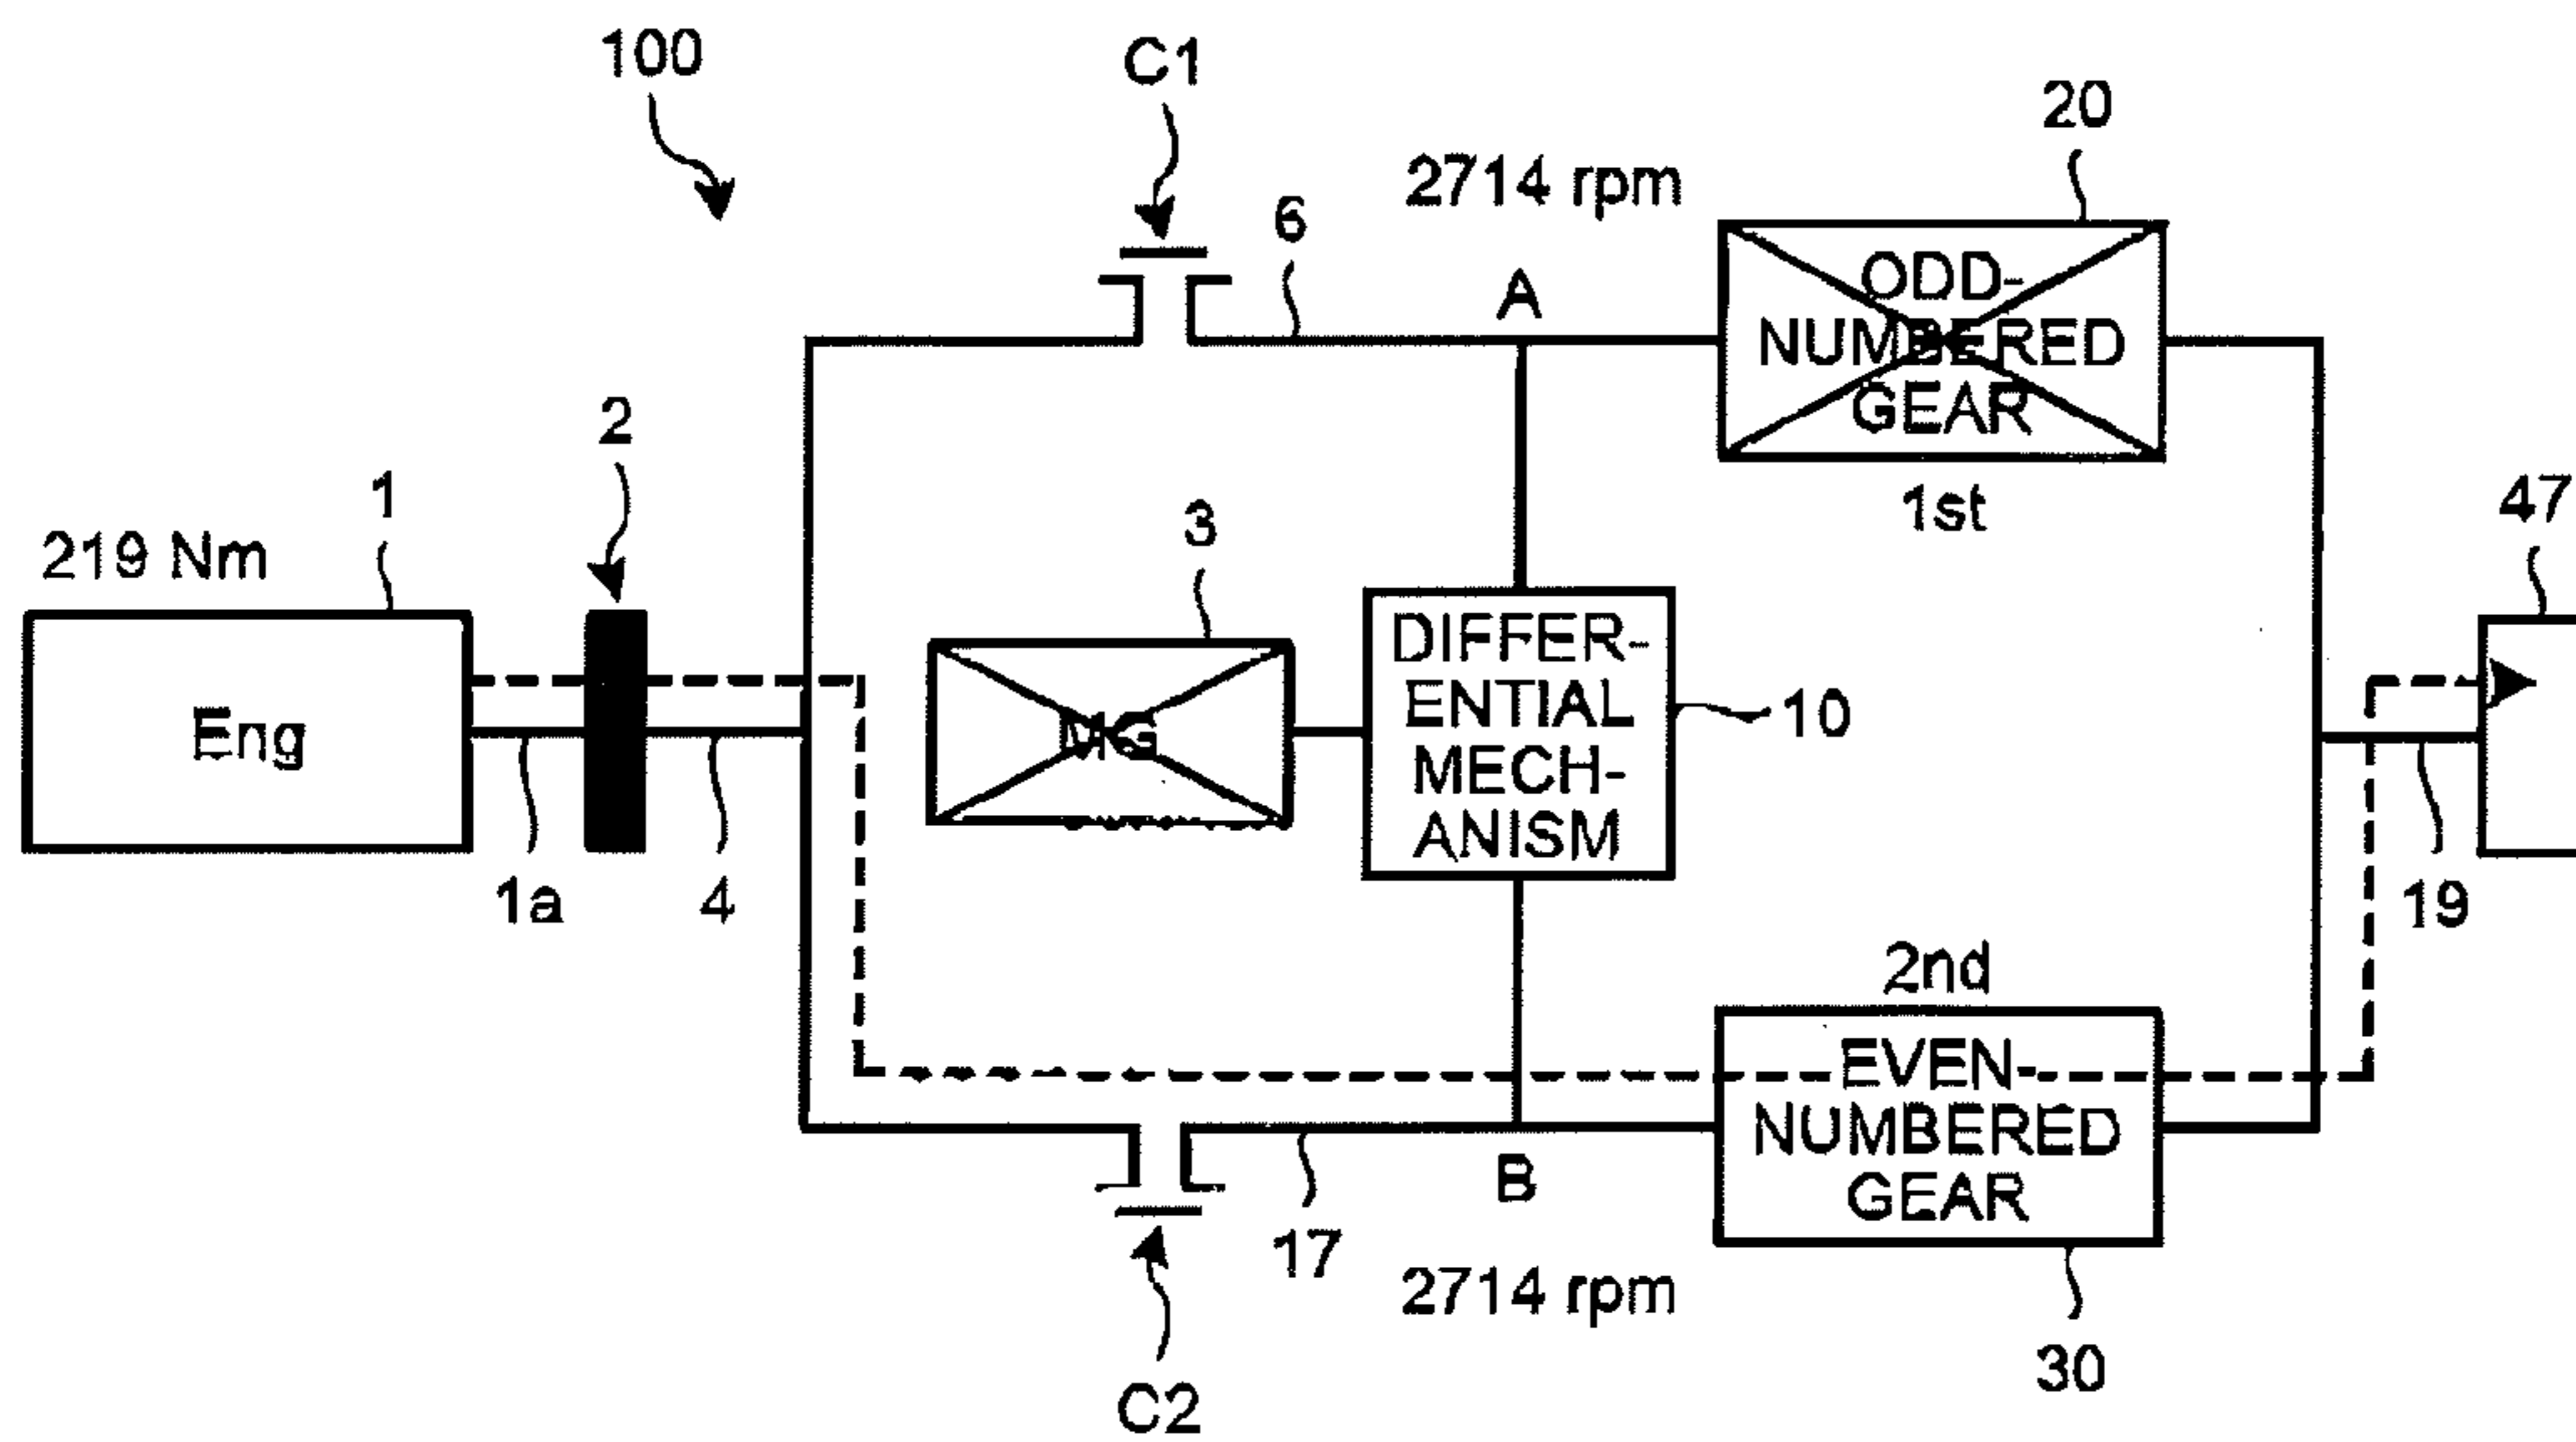 100
C1
20
2714 rpm
6
A
ODD-
NUMBERED
GEAR
1st
2
1
219 Nm
3
47
Eng
MG
DIFFER-
ENTIAL
MECH-
ANISM
10
1a
4
19
2nd
EVEN-
NUMBERED
GEAR
B
17
2714 rpm
30
C2